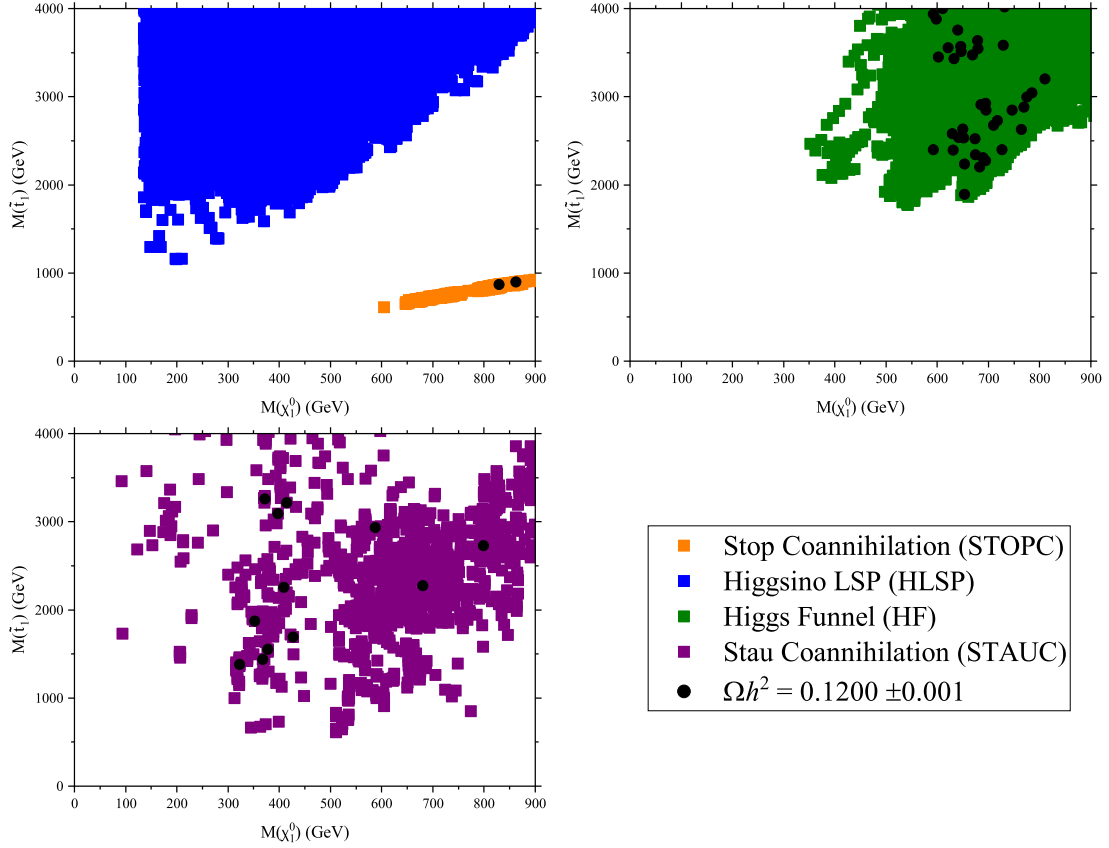 4000
3000
2000
1000
0
M(t̃₁) (GeV)
0 100 200 300 400 500 600 700 800 900
M(χ₁⁰) (GeV)
4000
3000
2000
1000
0
M(t̃₁) (GeV)
0 100 200 300 400 500 600 700 800 900
M(χ₁⁰) (GeV)
4000
3000
2000
1000
0
M(t̃₁) (GeV)
0 100 200 300 400 500 600 700 800 900
M(χ₁⁰) (GeV)
Stop Coannihilation (STOPC)
Higgsino LSP (HLSP)
Higgs Funnel (HF)
Stau Coannihilation (STAUC)
Ωh² = 0.1200 ±0.001